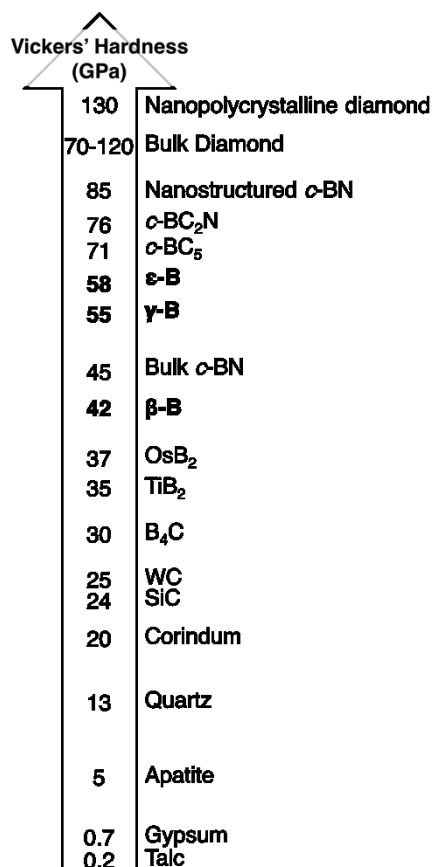 Vickers' Hardness
(GPa)
130 Nanopolycrystalline diamond
70-120 Bulk Diamond
85 Nanostructured c-BN
76 c-BC₂N
71 c-BC₅
58 ε-B
55 γ-B
45 Bulk c-BN
42 β-B
37 OsB₂
35 TiB₂
30 B₄C
25 WC
24 SiC
20 Corindum
13 Quartz
5 Apatite
0.7 Gypsum
0.2 Talc